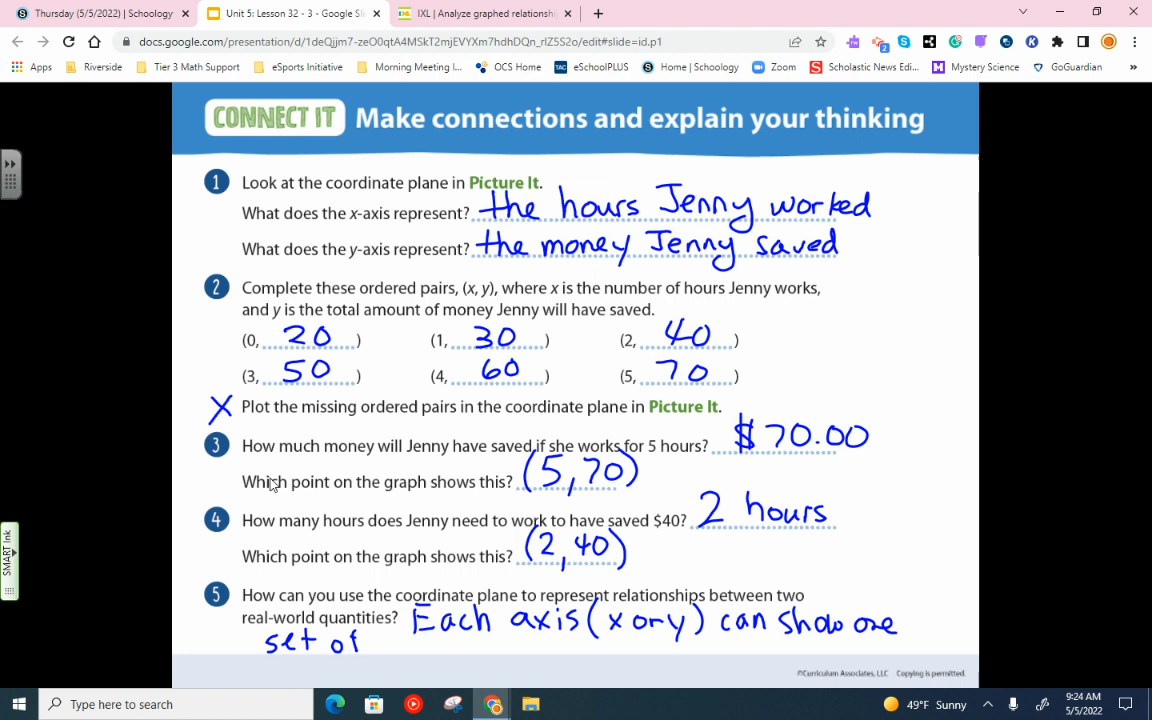 Thursday (5/5/2022) | Schoology
Unit 5: Lesson 32 - 3 - Google Sl
IXL | Analyze graphed relationshi
docs.google.com/presentation/d/1deQjjm7-zeO0qtA4MSkT2mjEVYXm7hdhDQn_rlZ5S2o/edit#slide=id.p1
Apps Riverside Tier 3 Math Support eSports Initiative Morning Meeting I... OCS Home TAC eSchoolPLUS Home | Schoology Zoom Scholastic News Edi... Mystery Science GoGuardian »
CONNECT IT Make connections and explain your thinking
1 Look at the coordinate plane in Picture It.
What does the x-axis represent? the hours Jenny worked
What does the y-axis represent? the money Jenny saved
2 Complete these ordered pairs, (x, y), where x is the number of hours Jenny works,
and y is the total amount of money Jenny will have saved.
(0, 20) (1, 30) (2, 40)
(3, 50) (4, 60) (5, 70)
X Plot the missing ordered pairs in the coordinate plane in Picture It.
3 How much money will Jenny have saved if she works for 5 hours? $70.00
Which point on the graph shows this? (5,70)
4 How many hours does Jenny need to work to have saved $40? 2 hours
Which point on the graph shows this? (2,40)
5 How can you use the coordinate plane to represent relationships between two
real-world quantities? Each axis (x or y) can show one
set of
©Curriculum Associates, LLC Copying is permitted.
SMART Ink
Type here to search
49°F Sunny
9:24 AM
5/5/2022